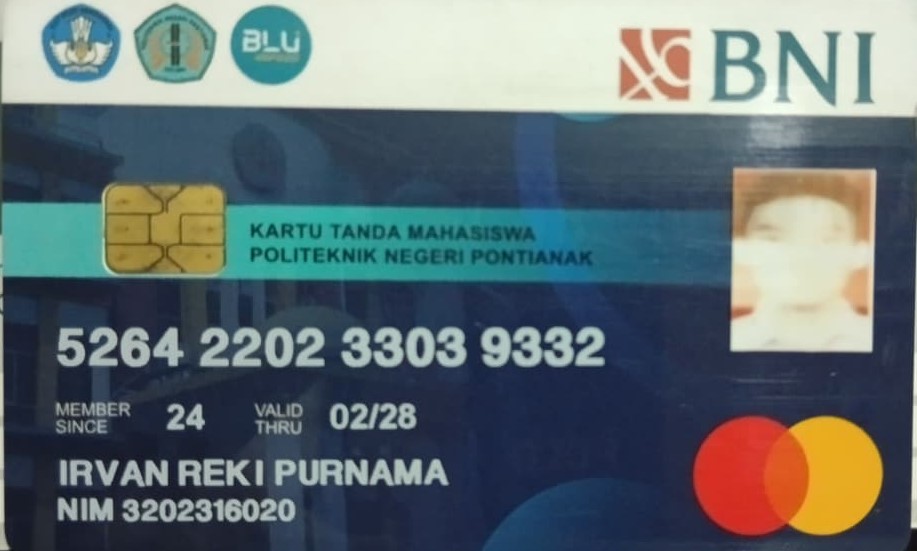 BLU
BNI
KARTU TANDA MAHASISWA
POLITEKNIK NEGERI PONTIANAK
5264 2202 3303 9332
MEMBER SINCE 24 VALID THRU 02/28
IRVAN REKI PURNAMA
NIM 3202316020